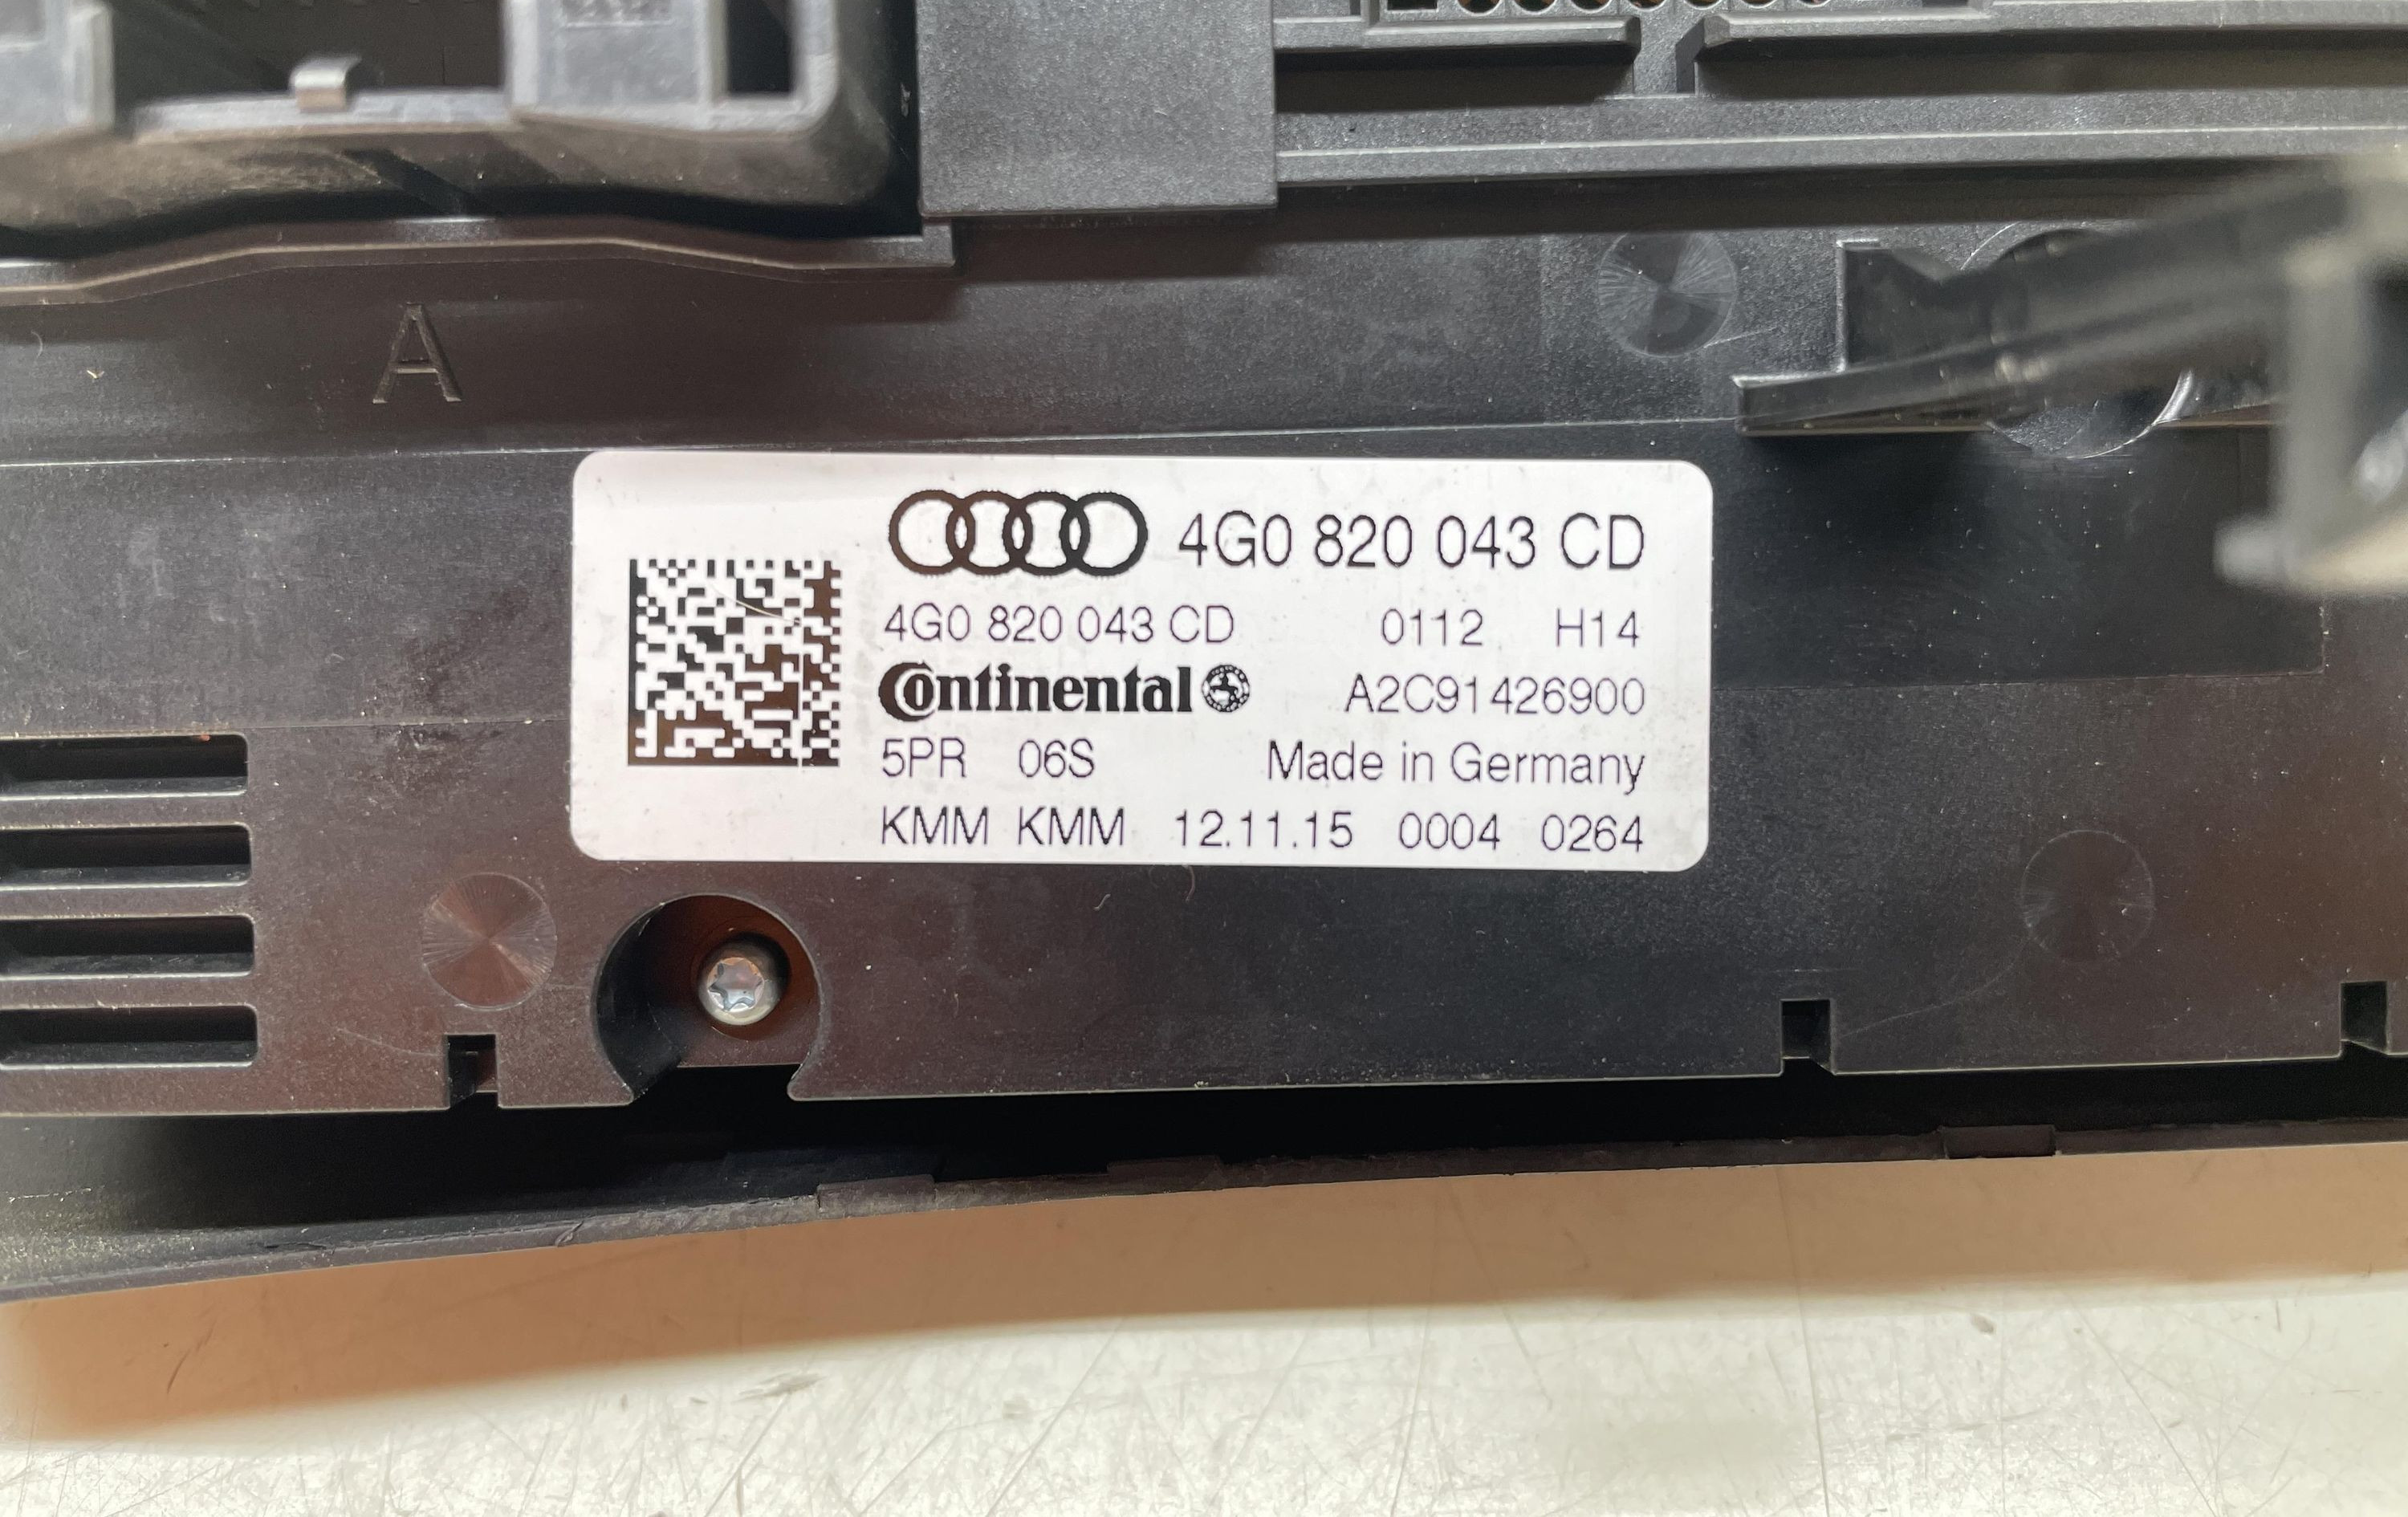 A
4G0 820 043 CD
4G0 820 043 CD 0112 H14
Continental A2C91426900
5PR 06S Made in Germany
KMM KMM 12.11.15 0004 0264